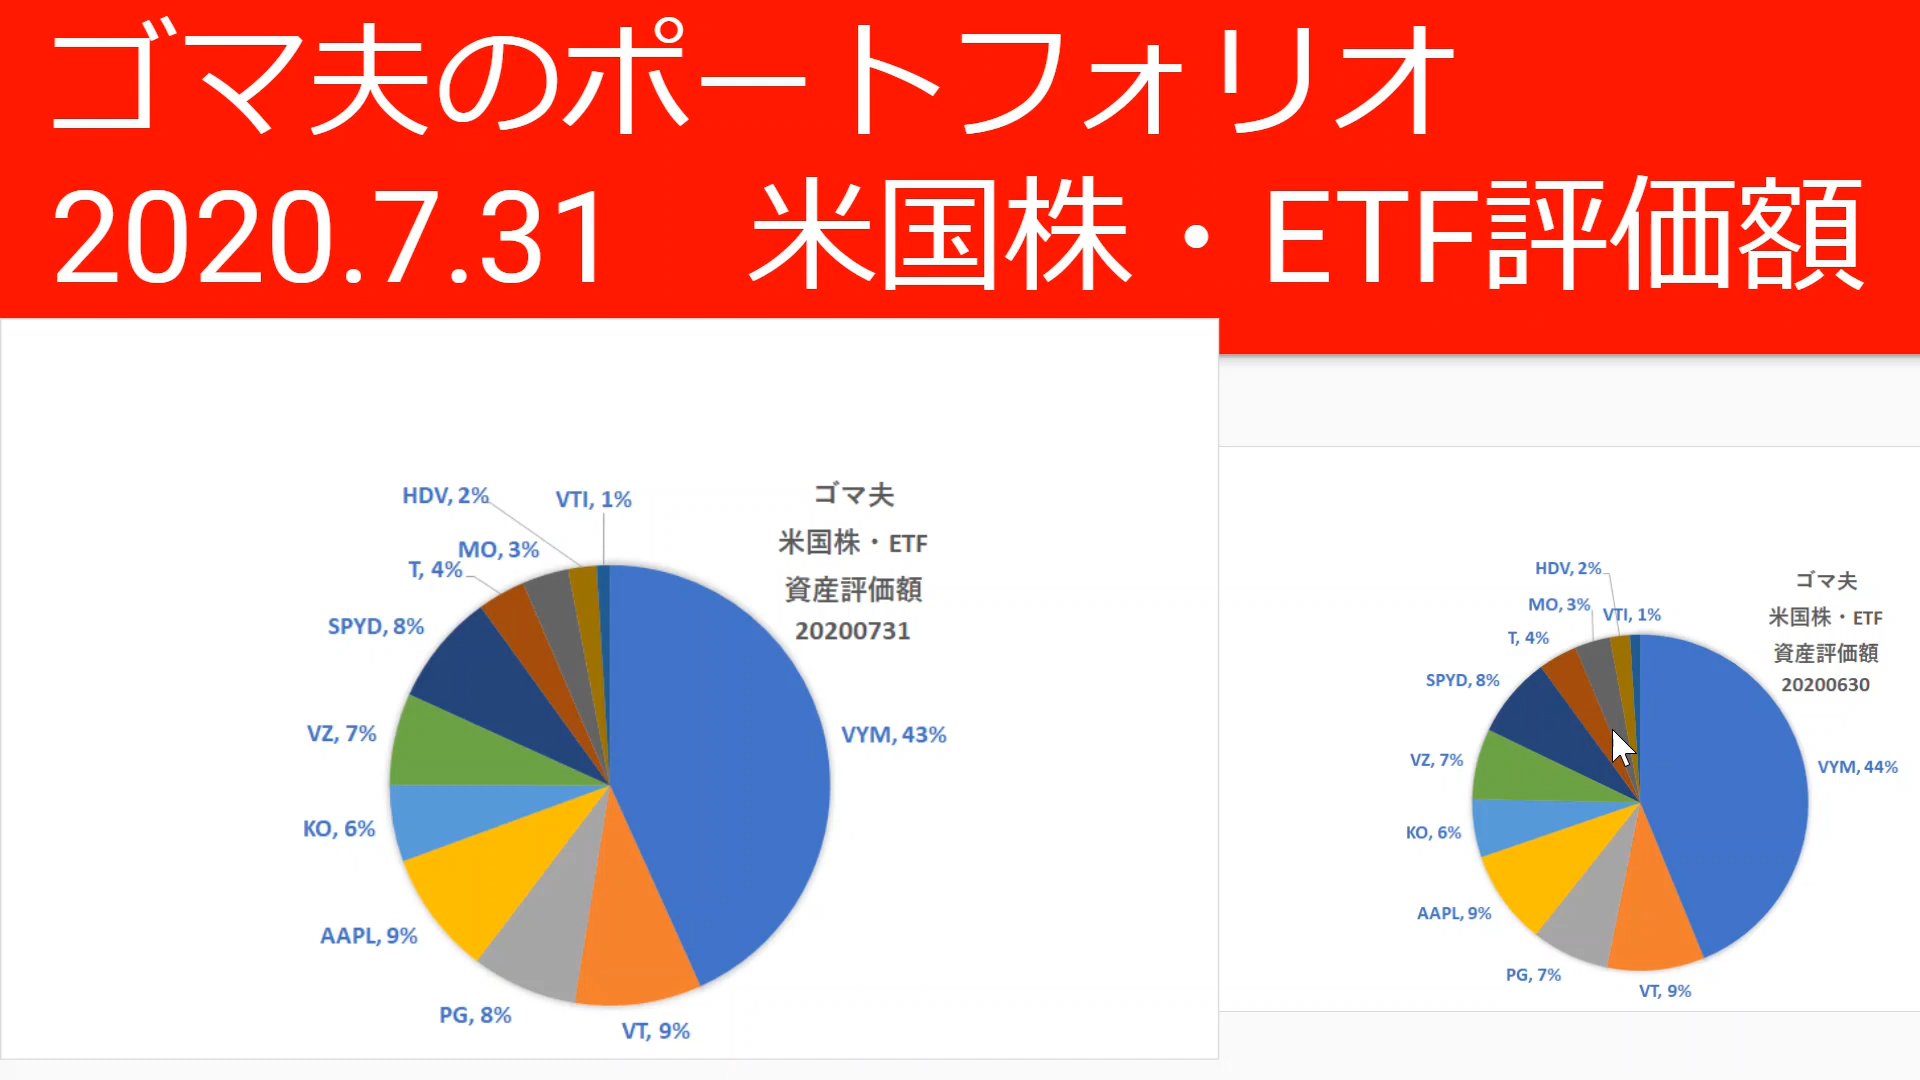 ゴマ夫のポートフォリオ
2020.7.31　米国株・ETF評価額
HDV, 2%
VTI, 1%
MO, 3%
T, 4%
SPYD, 8%
VZ, 7%
KO, 6%
AAPL, 9%
PG, 8%
VT, 9%
VYM, 43%
ゴマ夫
米国株・ETF
資産評価額
20200731
HDV, 2%
MO, 3%
VTI, 1%
T, 4%
SPYD, 8%
VZ, 7%
KO, 6%
AAPL, 9%
PG, 7%
VT, 9%
VYM, 44%
ゴマ夫
米国株・ETF
資産評価額
20200630